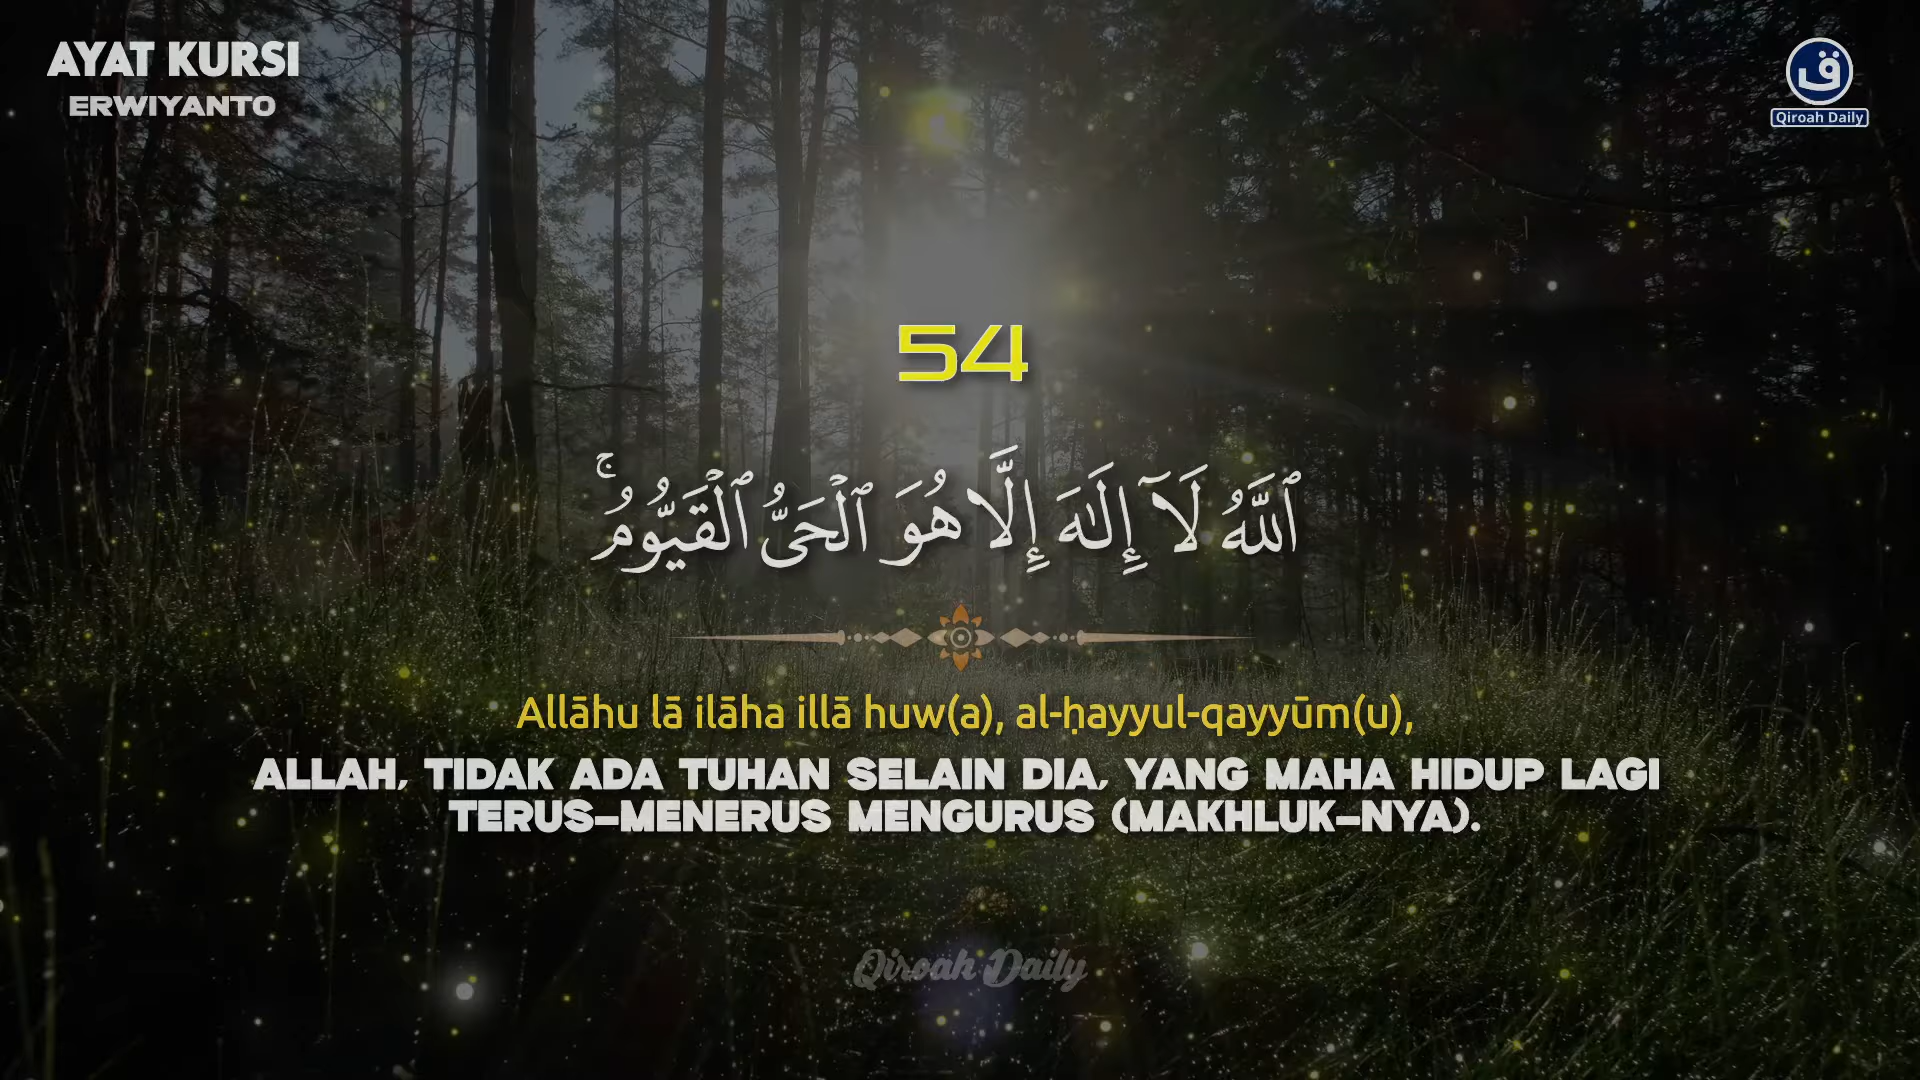 AYAT KURSI
ERWIYANTO
ق
Qiroah Daily
54
ٱللَّهُ لَآ إِلَـٰهَ إِلَّا هُوَ ٱلْحَىُّ ٱلْقَيُّومُ ۚ
Allāhu lā ilāha illā huw(a), al-ḥayyul-qayyūm(u),
ALLAH, TIDAK ADA TUHAN SELAIN DIA, YANG MAHA HIDUP LAGI
TERUS-MENERUS MENGURUS (MAKHLUK-NYA).
Qiroah Daily